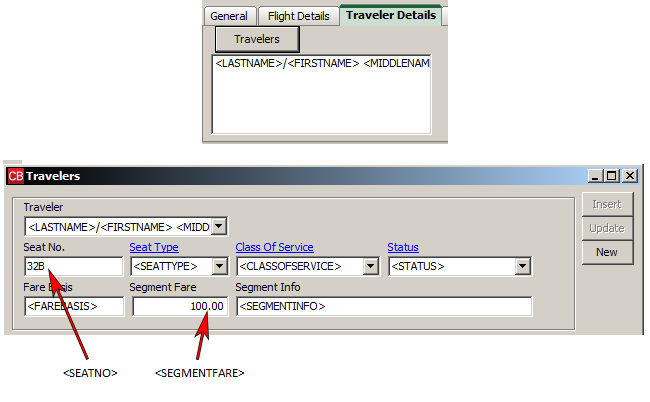 General Flight Details Traveler Details
Travelers
<LASTNAME>/<FIRSTNAME> <MIDDLENAM
CB Travelers
Traveler
<LASTNAME>/<FIRSTNAME> <MIDD
Insert
Update
New
Seat No. Seat Type Class Of Service Status
32B <SEATTYPE> <CLASSOFSERVICE> <STATUS>
Fare Basis Segment Fare Segment Info
<FAREBASIS> 100.00 <SEGMENTINFO>
<SEATNO> <SEGMENTFARE>